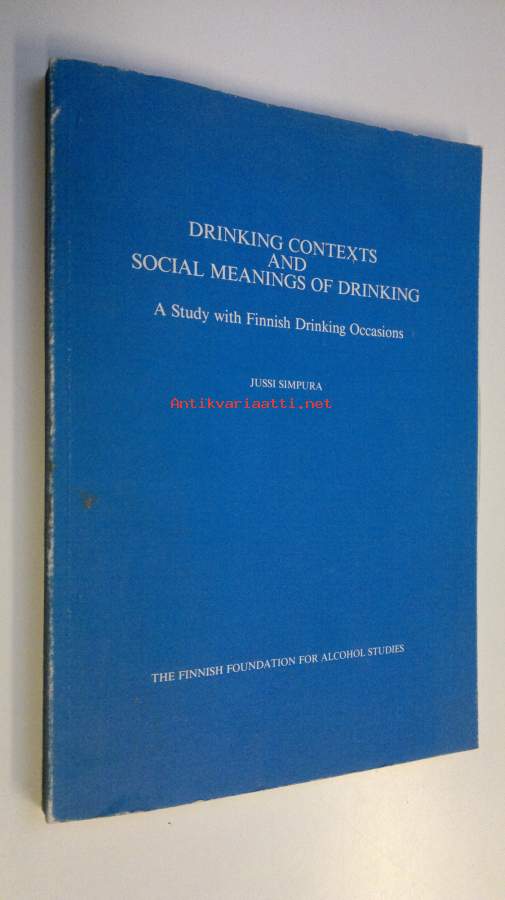 DRINKING CONTEXTS
AND
SOCIAL MEANINGS OF DRINKING
A Study with Finnish Drinking Occasions
JUSSI SIMPURA
Antikvariaatti.net
THE FINNISH FOUNDATION FOR ALCOHOL STUDIES